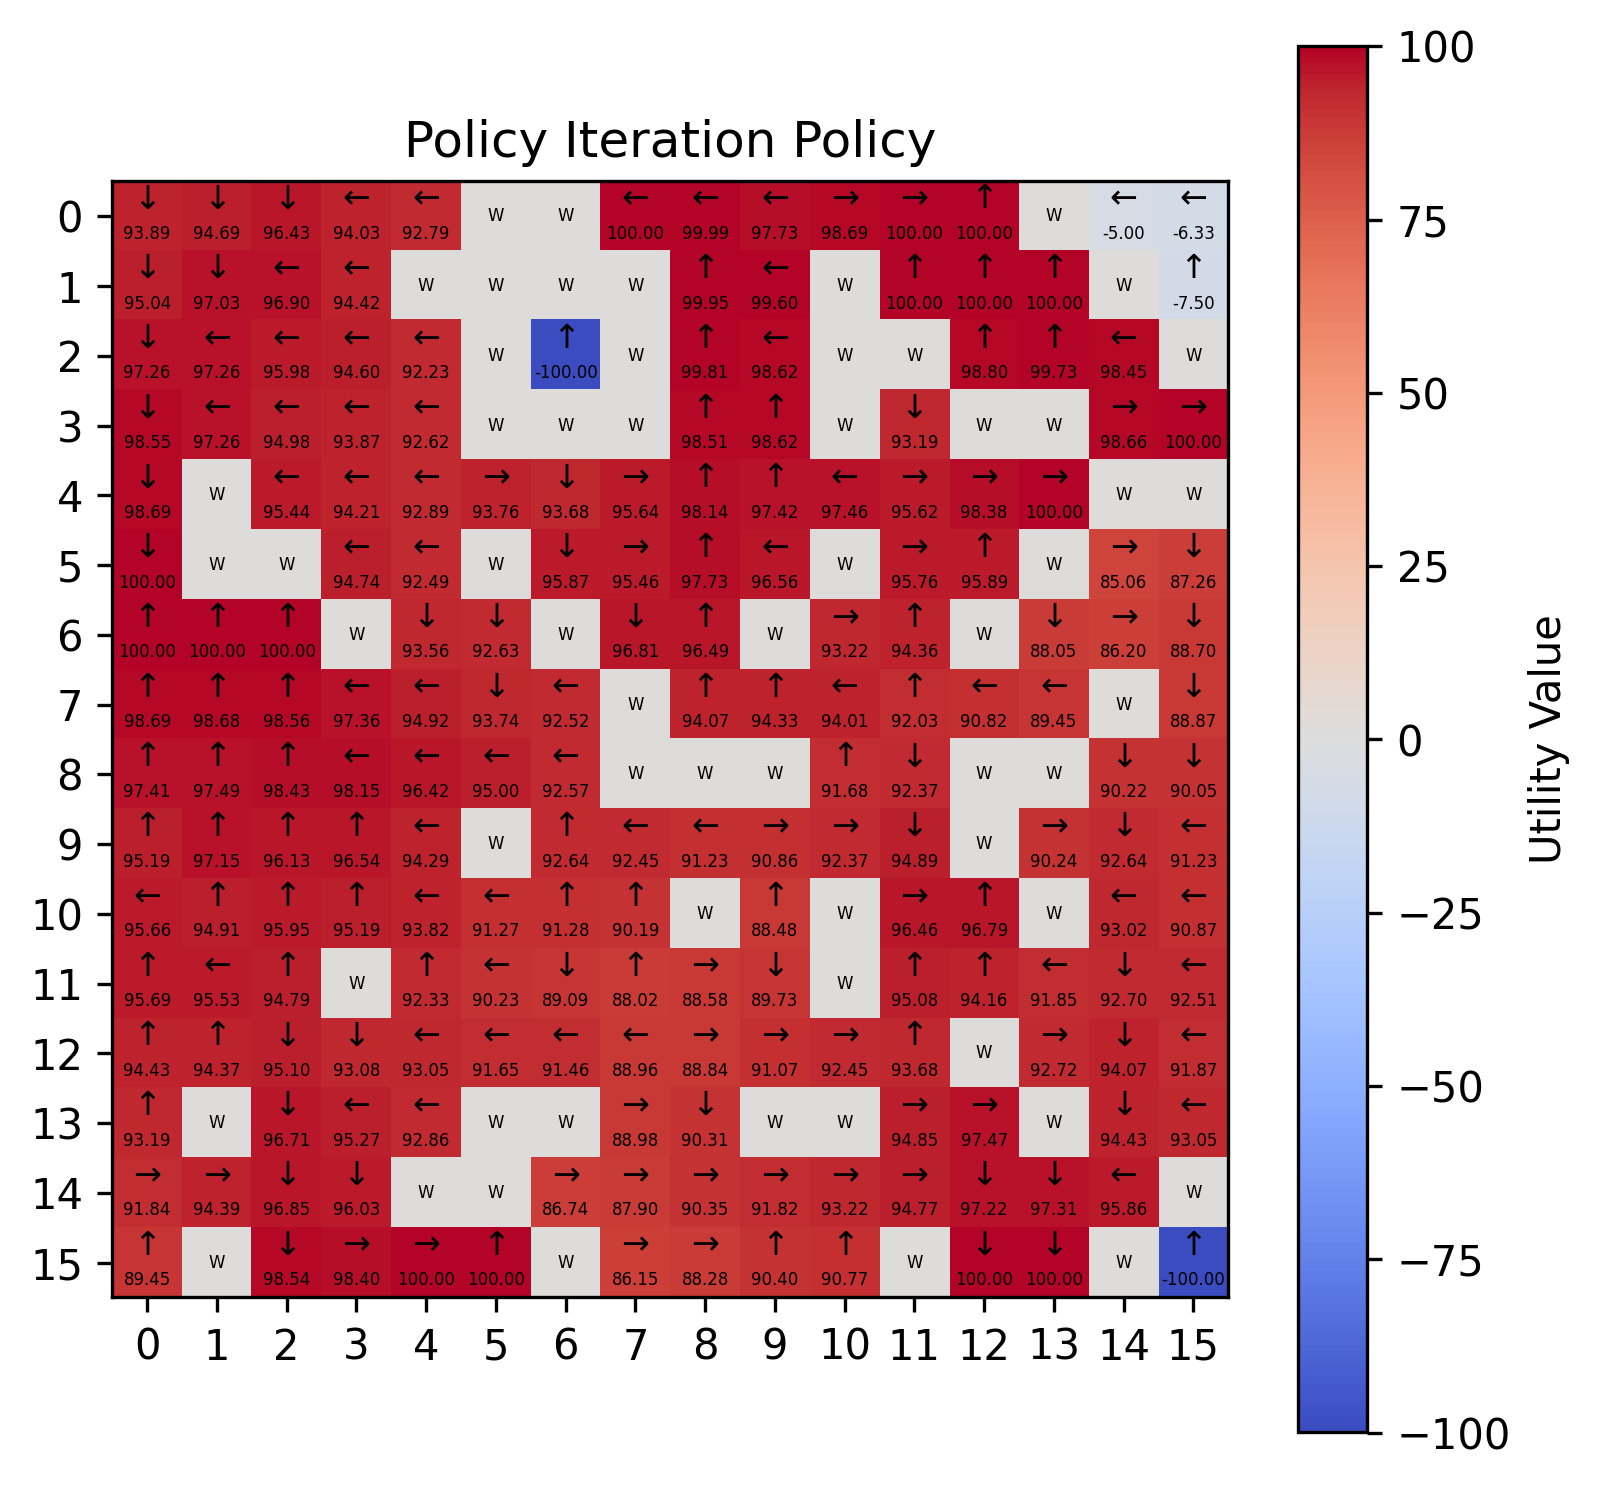 Policy Iteration Policy
0 ↓ ↓ ↓ ← ← W W ← ← ← → → ↑ W ← ←
93.89 94.69 96.43 94.03 92.79 100.00 99.99 97.73 98.69 100.00 100.00 -5.00 -6.33
1 ↓ ↓ ← ← W W W W ↑ ← W ↑ ↑ ↑ W ↑
95.04 97.03 96.90 94.42 99.95 99.60 100.00 100.00 100.00 -7.50
2 ↓ ← ← ← ← W ↑ W ↑ ← W W ↑ ↑ ← W
97.26 97.26 95.98 94.60 92.23 -100.00 99.81 98.62 98.80 99.73 98.45
3 ↓ ← ← ← ← W W W ↑ ↑ W ↓ W W → →
98.55 97.26 94.98 93.87 92.62 98.51 98.62 93.19 98.66 100.00
4 ↓ W ← ← ← → ↓ → ↑ ↑ ← → → → W W
98.69 95.44 94.21 92.89 93.76 93.68 95.64 98.14 97.42 97.46 95.62 98.38 100.00
5 ↓ W W ← ← W ↓ → ↑ ← W → ↑ W → ↓
100.00 94.74 92.49 95.87 95.46 97.73 96.56 95.76 95.89 85.06 87.26
6 ↑ ↑ ↑ W ↓ ↓ W ↓ ↑ W → ↑ W ↓ → ↓
100.00 100.00 100.00 93.56 92.63 96.81 96.49 93.22 94.36 88.05 86.20 88.70
7 ↑ ↑ ↑ ← ← ↓ ← W ↑ ↑ ← ↑ ← ← W ↓
98.69 98.68 98.56 97.36 94.92 93.74 92.52 94.07 94.33 94.01 92.03 90.82 89.45 88.87
8 ↑ ↑ ↑ ← ← ← ← W W W ↑ ↓ W W ↓ ↓
97.41 97.49 98.43 98.15 96.42 95.00 92.57 91.68 92.37 90.22 90.05
9 ↑ ↑ ↑ ↑ ← W ↑ ← ← → → ↓ W → ↓ ←
95.19 97.15 96.13 96.54 94.29 92.64 92.45 91.23 90.86 92.37 94.89 90.24 92.64 91.23
10 ← ↑ ↑ ↑ ← ← ↑ ↑ W ↑ W → ↑ W ← ←
95.66 94.91 95.95 95.19 93.82 91.27 91.28 90.19 88.48 96.46 96.79 93.02 90.87
11 ↑ ← ↑ W ↑ ← ↓ ↑ → ↓ W ↑ ↑ ← ↓ ←
95.69 95.53 94.79 92.33 90.23 89.09 88.02 88.58 89.73 95.08 94.16 91.85 92.70 92.51
12 ↑ ↑ ↓ ↓ ← ← ← ← → → → ↑ W → ↓ ←
94.43 94.37 95.10 93.08 93.05 91.65 91.46 88.96 88.84 91.07 92.45 93.68 92.72 94.07 91.87
13 ↑ W ↓ ← ← W W → ↓ W W → → W ↓ ←
93.19 96.71 95.27 92.86 88.98 90.31 94.85 97.47 94.43 93.05
14 → → ↓ ↓ W W → → → → → → ↓ ↓ ← W
91.84 94.39 96.85 96.03 86.74 87.90 90.35 91.82 93.22 94.77 97.22 97.31 95.86
15 ↑ W ↓ → → ↑ W → → ↑ ↑ W ↓ ↓ W ↑
89.45 98.54 98.40 100.00 100.00 86.15 88.28 90.40 90.77 100.00 100.00 -100.00
0 1 2 3 4 5 6 7 8 9 10 11 12 13 14 15
100
75
50
25
0
−25
−50
−75
−100
Utility Value